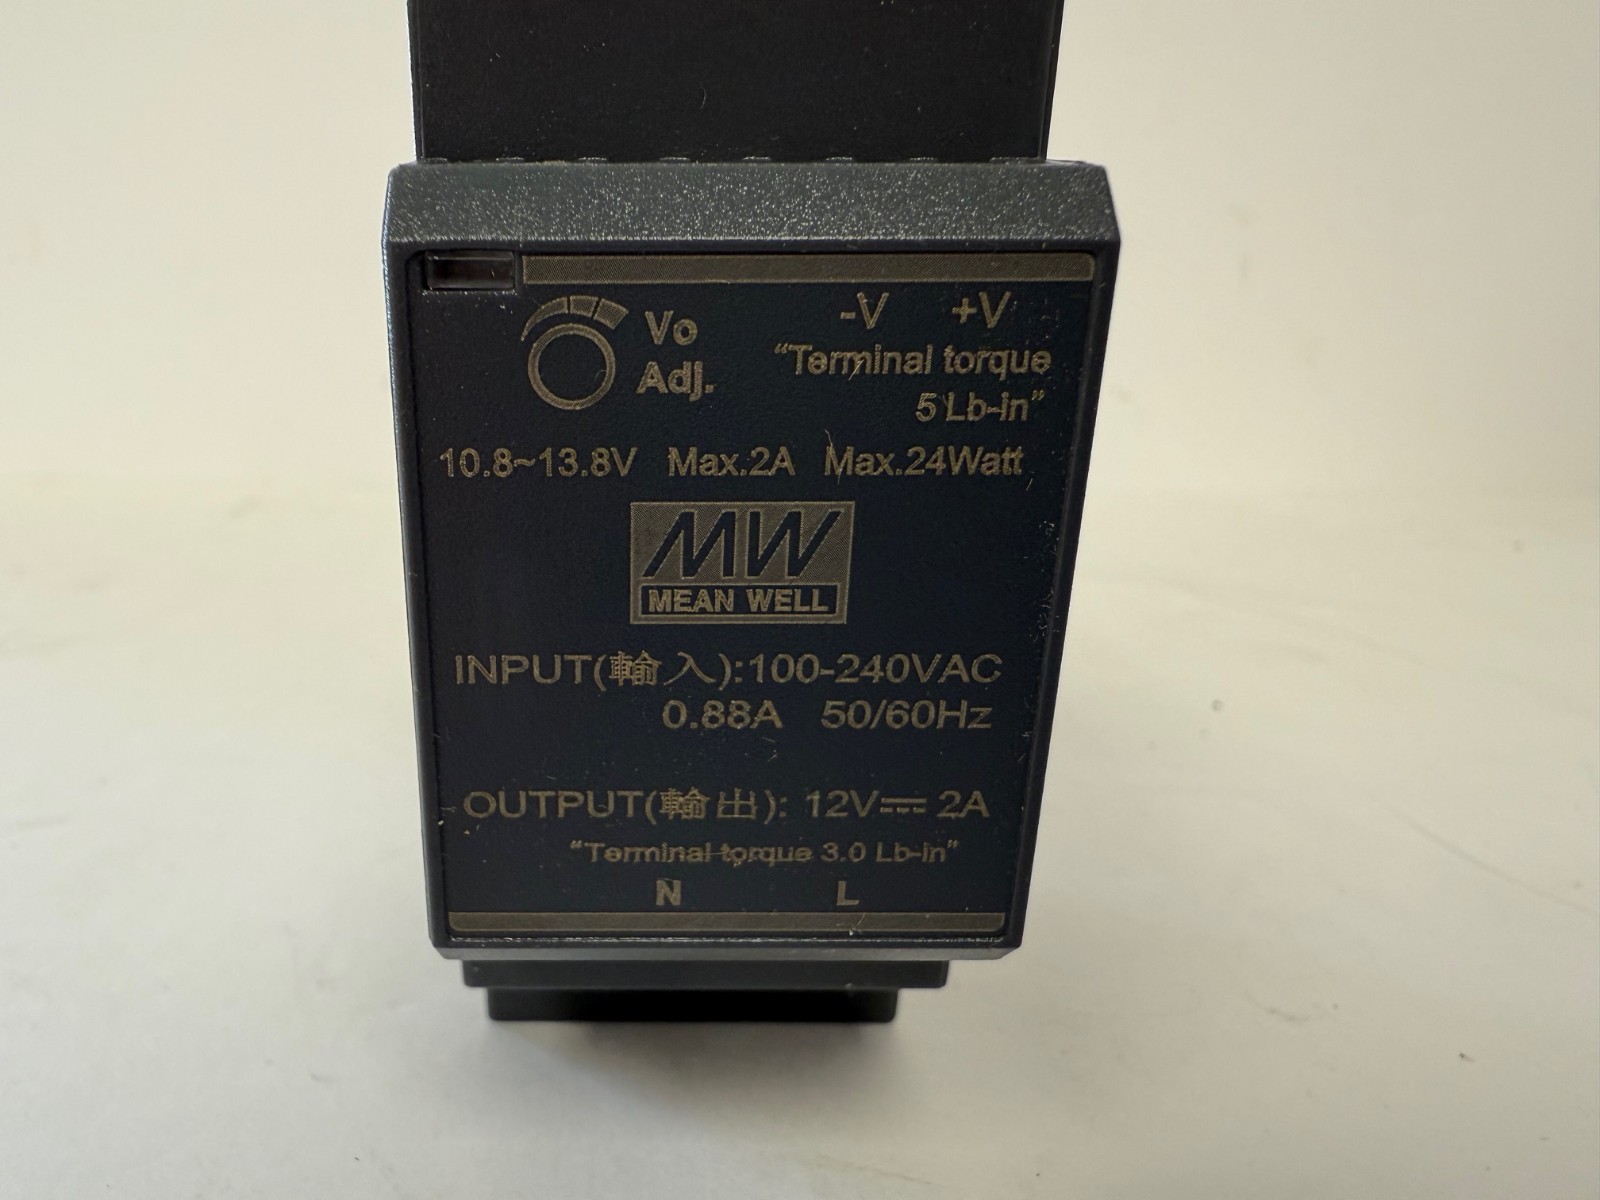 Vo
Adj.
-V +V
“Terminal torque
5 Lb-in”
10.8~13.8V Max.2A Max.24Watt
MW
MEAN WELL
INPUT(輸入):100-240VAC
0.88A 50/60Hz
OUTPUT(輸出): 12V⎓ 2A
“Terminal torque 3.0 Lb-in”
N L